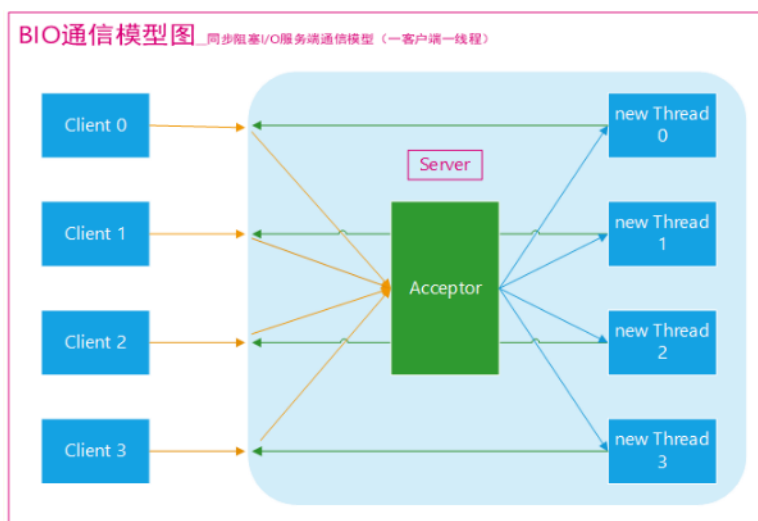 BIO通信模型图_同步阻塞I/O服务端通信模型（一客户端一线程）
Client 0
new Thread
0
Server
Client 1
new Thread
1
Acceptor
Client 2
new Thread
2
Client 3
new Thread
3